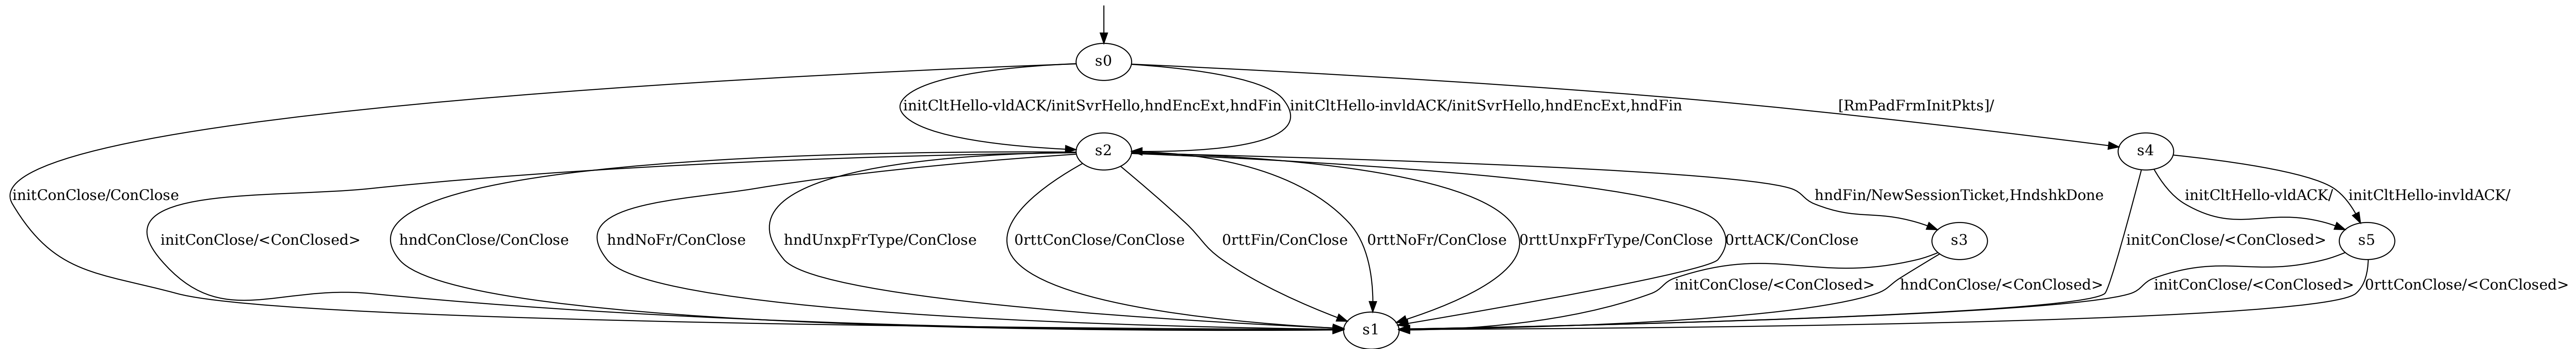 s0
initCltHello-vldACK/initSvrHello,hndEncExt,hndFin
initCltHello-invldACK/initSvrHello,hndEncExt,hndFin
[RmPadFrmInitPkts]/
s2
s4
initConClose/ConClose
hndFin/NewSessionTicket,HndshkDone
initCltHello-vldACK/
initCltHello-invldACK/
initConClose/<ConClosed>
hndConClose/ConClose
hndNoFr/ConClose
hndUnxpFrType/ConClose
0rttConClose/ConClose
0rttFin/ConClose
0rttNoFr/ConClose
0rttUnxpFrType/ConClose
0rttACK/ConClose
s3
initConClose/<ConClosed>
s5
initConClose/<ConClosed>
hndConClose/<ConClosed>
initConClose/<ConClosed>
0rttConClose/<ConClosed>
s1